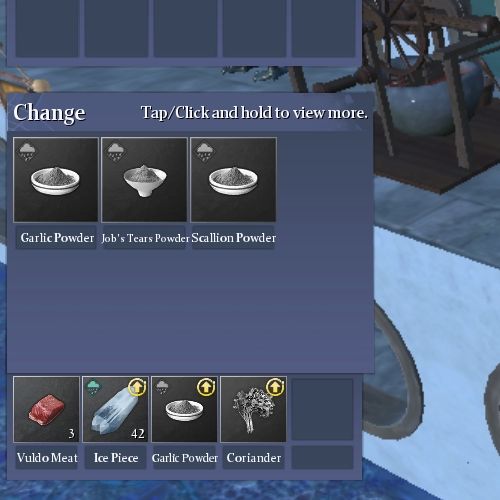 Change
Tap/Click and hold to view more.
Garlic Powder
Job's Tears Powder
Scallion Powder
3
42
Vuldo Meat
Ice Piece
Garlic Powder
Coriander